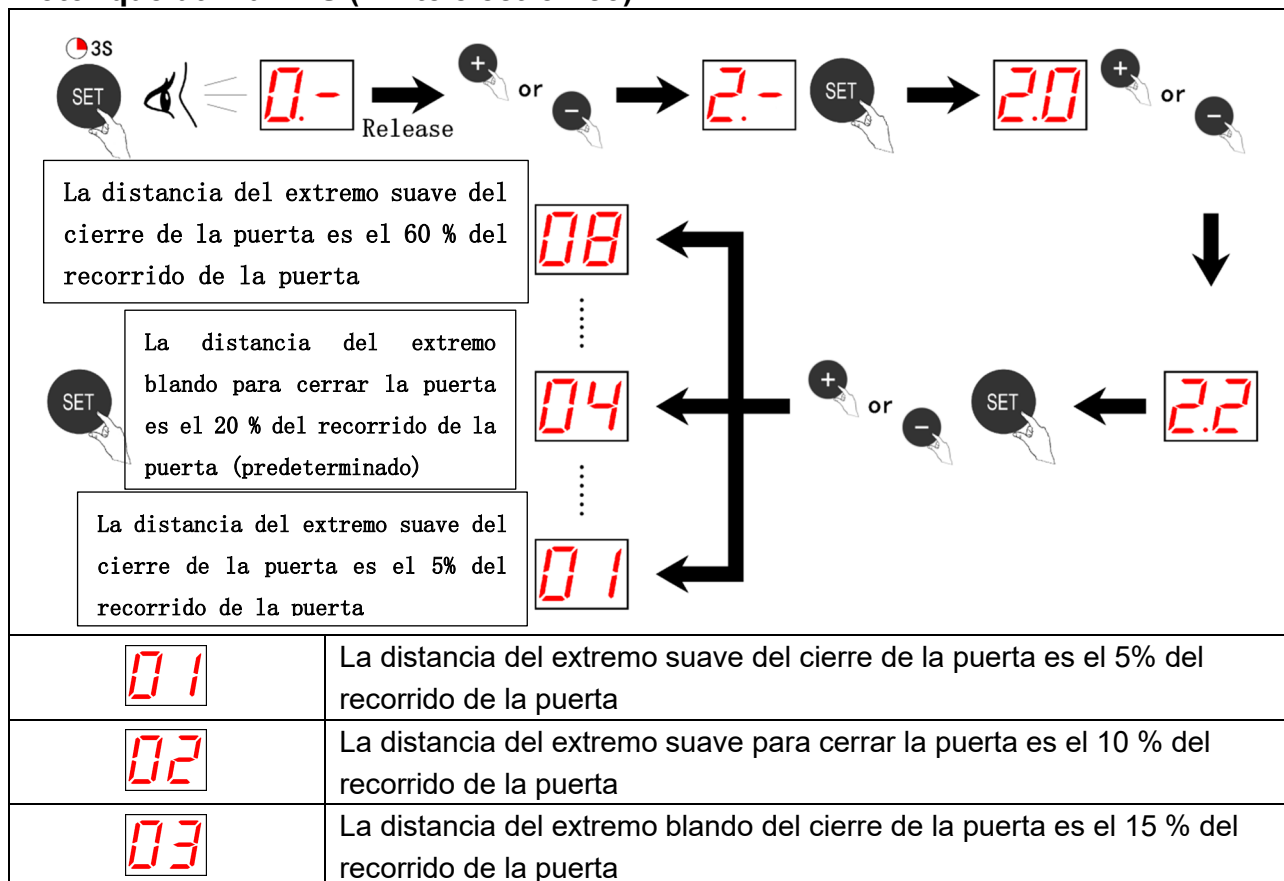 3S
SET
0.-
Release
+
or
-
2.-
SET
2.0
+
or
-
La distancia del extremo suave del
cierre de la puerta es el 60 % del
recorrido de la puerta
08
La distancia del extremo
blando para cerrar la puerta
es el 20 % del recorrido de la
puerta (predeterminado)
SET
04
+
or
-
SET
2.2
La distancia del extremo suave del
cierre de la puerta es el 5% del
recorrido de la puerta
01
01
La distancia del extremo suave del cierre de la puerta es el 5% del
recorrido de la puerta
02
La distancia del extremo suave para cerrar la puerta es el 10 % del
recorrido de la puerta
03
La distancia del extremo blando del cierre de la puerta es el 15 % del
recorrido de la puerta